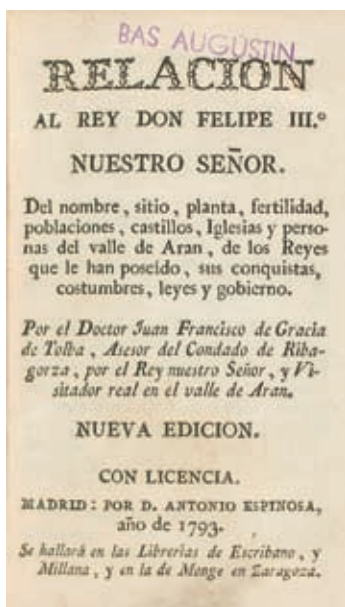 BAS AUGUSTIN
RELACION
AL REY DON FELIPE III.º
NUESTRO SEÑOR.
Del nombre, sitio, planta, fertilidad,
poblaciones, castillos, Iglesias y perso-
nas del valle de Aran, de los Reyes
que le han poseido, sus conquistas,
costumbres, leyes y gobierno.
Por el Doctor Juan Francisco de Gracia
de Tolba, Asesor del Condado de Riba-
gorza, por el Rey nuestro Señor, y Vi-
sitador real en el valle de Aran.
NUEVA EDICION.
CON LICENCIA.
MADRID: POR D. ANTONIO ESPINOSA,
año de 1793.
Se hallará en las Librerías de Escribano, y
Millana, y en la de Monge en Zaragoza.